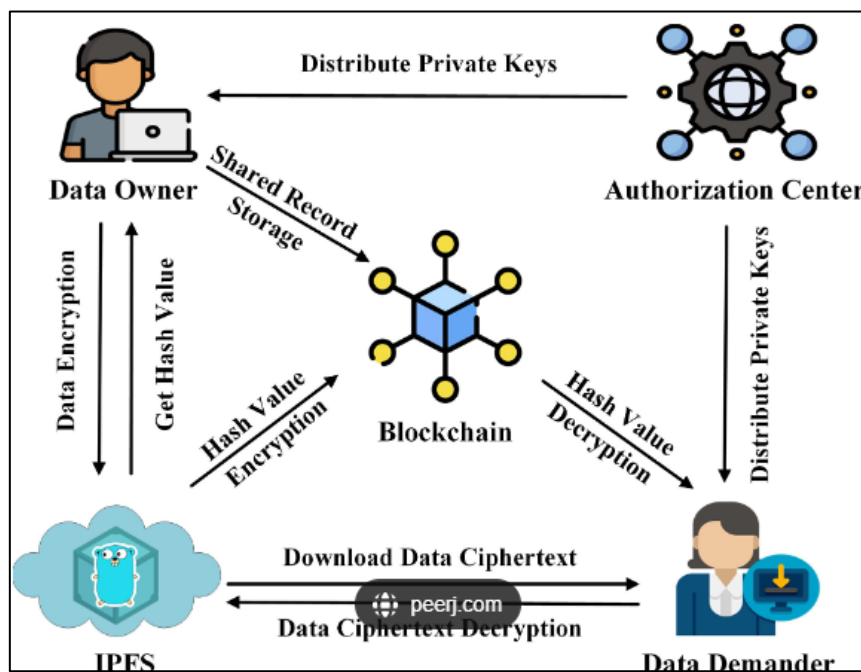 Distribute Private Keys
Data Owner
Authorization Center
Shared Record
Storage
Data Encryption
Get Hash Value
Distribute Private Keys
Hash Value
Encryption
Blockchain
Hash Value
Decryption
Download Data Ciphertext
peerj.com
Data Ciphertext Decryption
IPFS
Data Demander